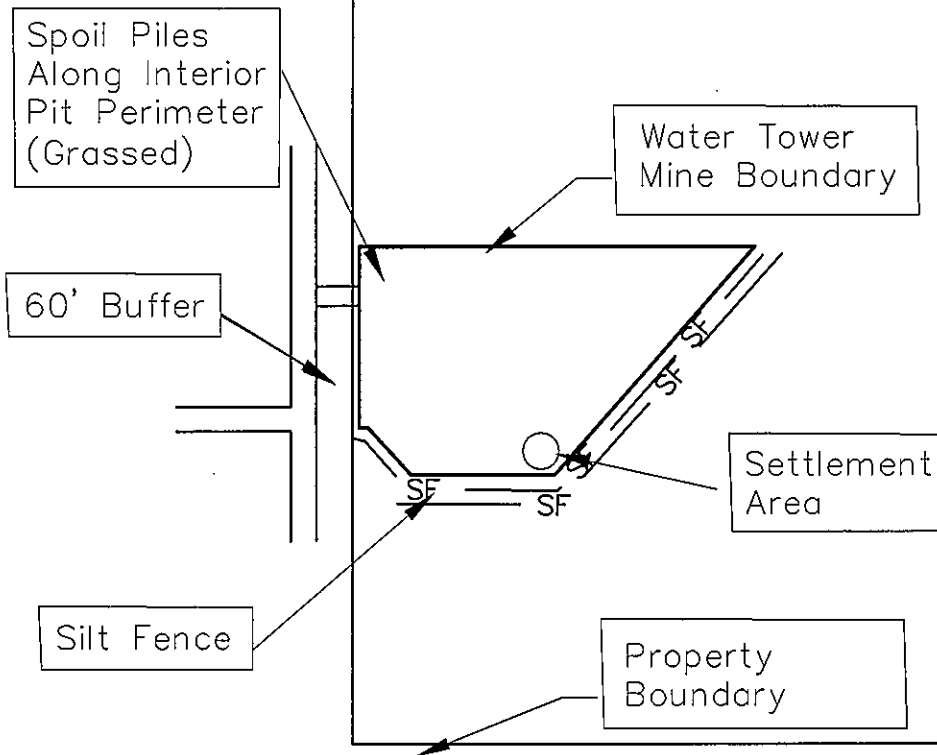 Spoil Piles
Along Interior
Pit Perimeter
(Grassed)
Water Tower
Mine Boundary
60' Buffer
SF
SF
SF
SF
SF
Settlement
Area
Silt Fence
Property
Boundary